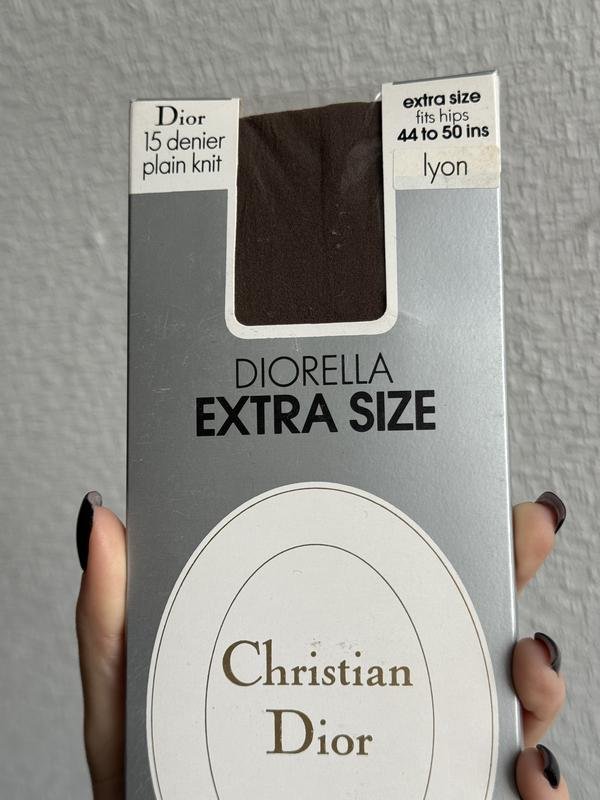 Dior
15 denier
plain knit
extra size
fits hips
44 to 50 ins
lyon
DIORELLA
EXTRA SIZE
Christian
Dior